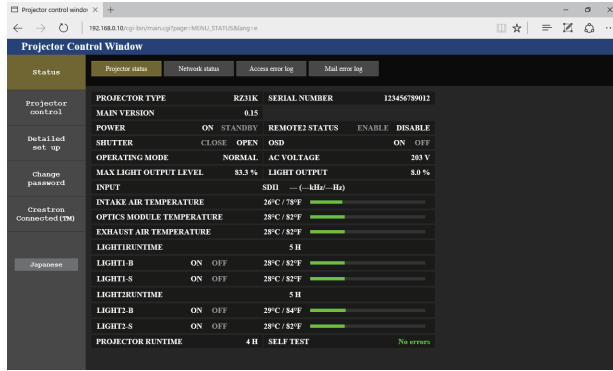 Projector control window
192.168.0.10/cgi-bin/main.cgi?page=MENU_STATUS&lang=e
Projector Control Window
Status
Projector control
Detailed set up
Change password
Crestron Connected(TM)
Japanese
Projector status Network status Access error log Mail error log
PROJECTOR TYPE RZ31K SERIAL NUMBER 123456789012
MAIN VERSION 0.15
POWER ON STANDBY REMOTE2 STATUS ENABLE DISABLE
SHUTTER CLOSE OPEN OSD ON OFF
OPERATING MODE NORMAL AC VOLTAGE 203 V
MAX LIGHT OUTPUT LEVEL 83.3 % LIGHT OUTPUT 8.0 %
INPUT SDI1 ---(---kHz/---Hz)
INTAKE AIR TEMPERATURE 26°C / 78°F
OPTICS MODULE TEMPERATURE 28°C / 82°F
EXHAUST AIR TEMPERATURE 28°C / 82°F
LIGHT1RUNTIME 5 H
LIGHT1-B ON OFF 28°C / 82°F
LIGHT1-S ON OFF 28°C / 82°F
LIGHT2RUNTIME 5 H
LIGHT2-B ON OFF 29°C / 84°F
LIGHT2-S ON OFF 28°C / 82°F
PROJECTOR RUNTIME 4 H SELF TEST No errors